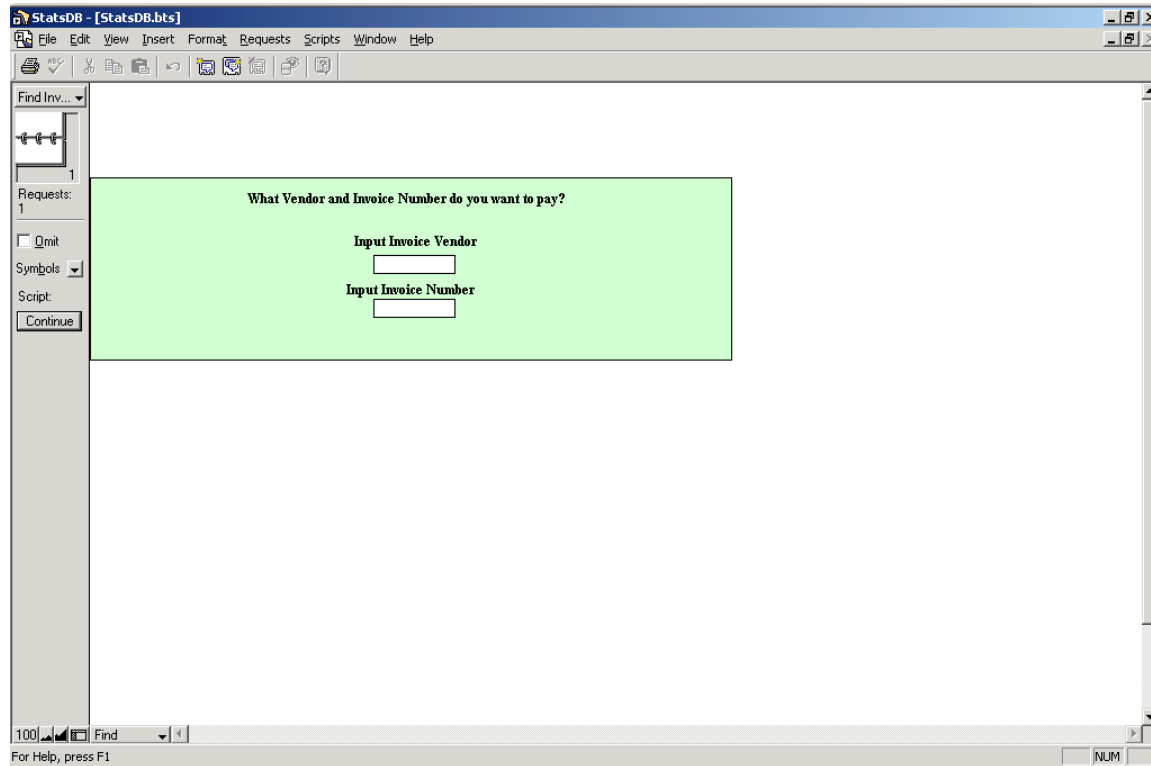 StatsDB - [StatsDB.bts]
File Edit View Insert Format Requests Scripts Window Help
ABC
Find Inv...
1
Requests:
1
Omit
Symbols
Script:
Continue
What Vendor and Invoice Number do you want to pay?
Input Invoice Vendor
Input Invoice Number
100 Find
For Help, press F1
NUM